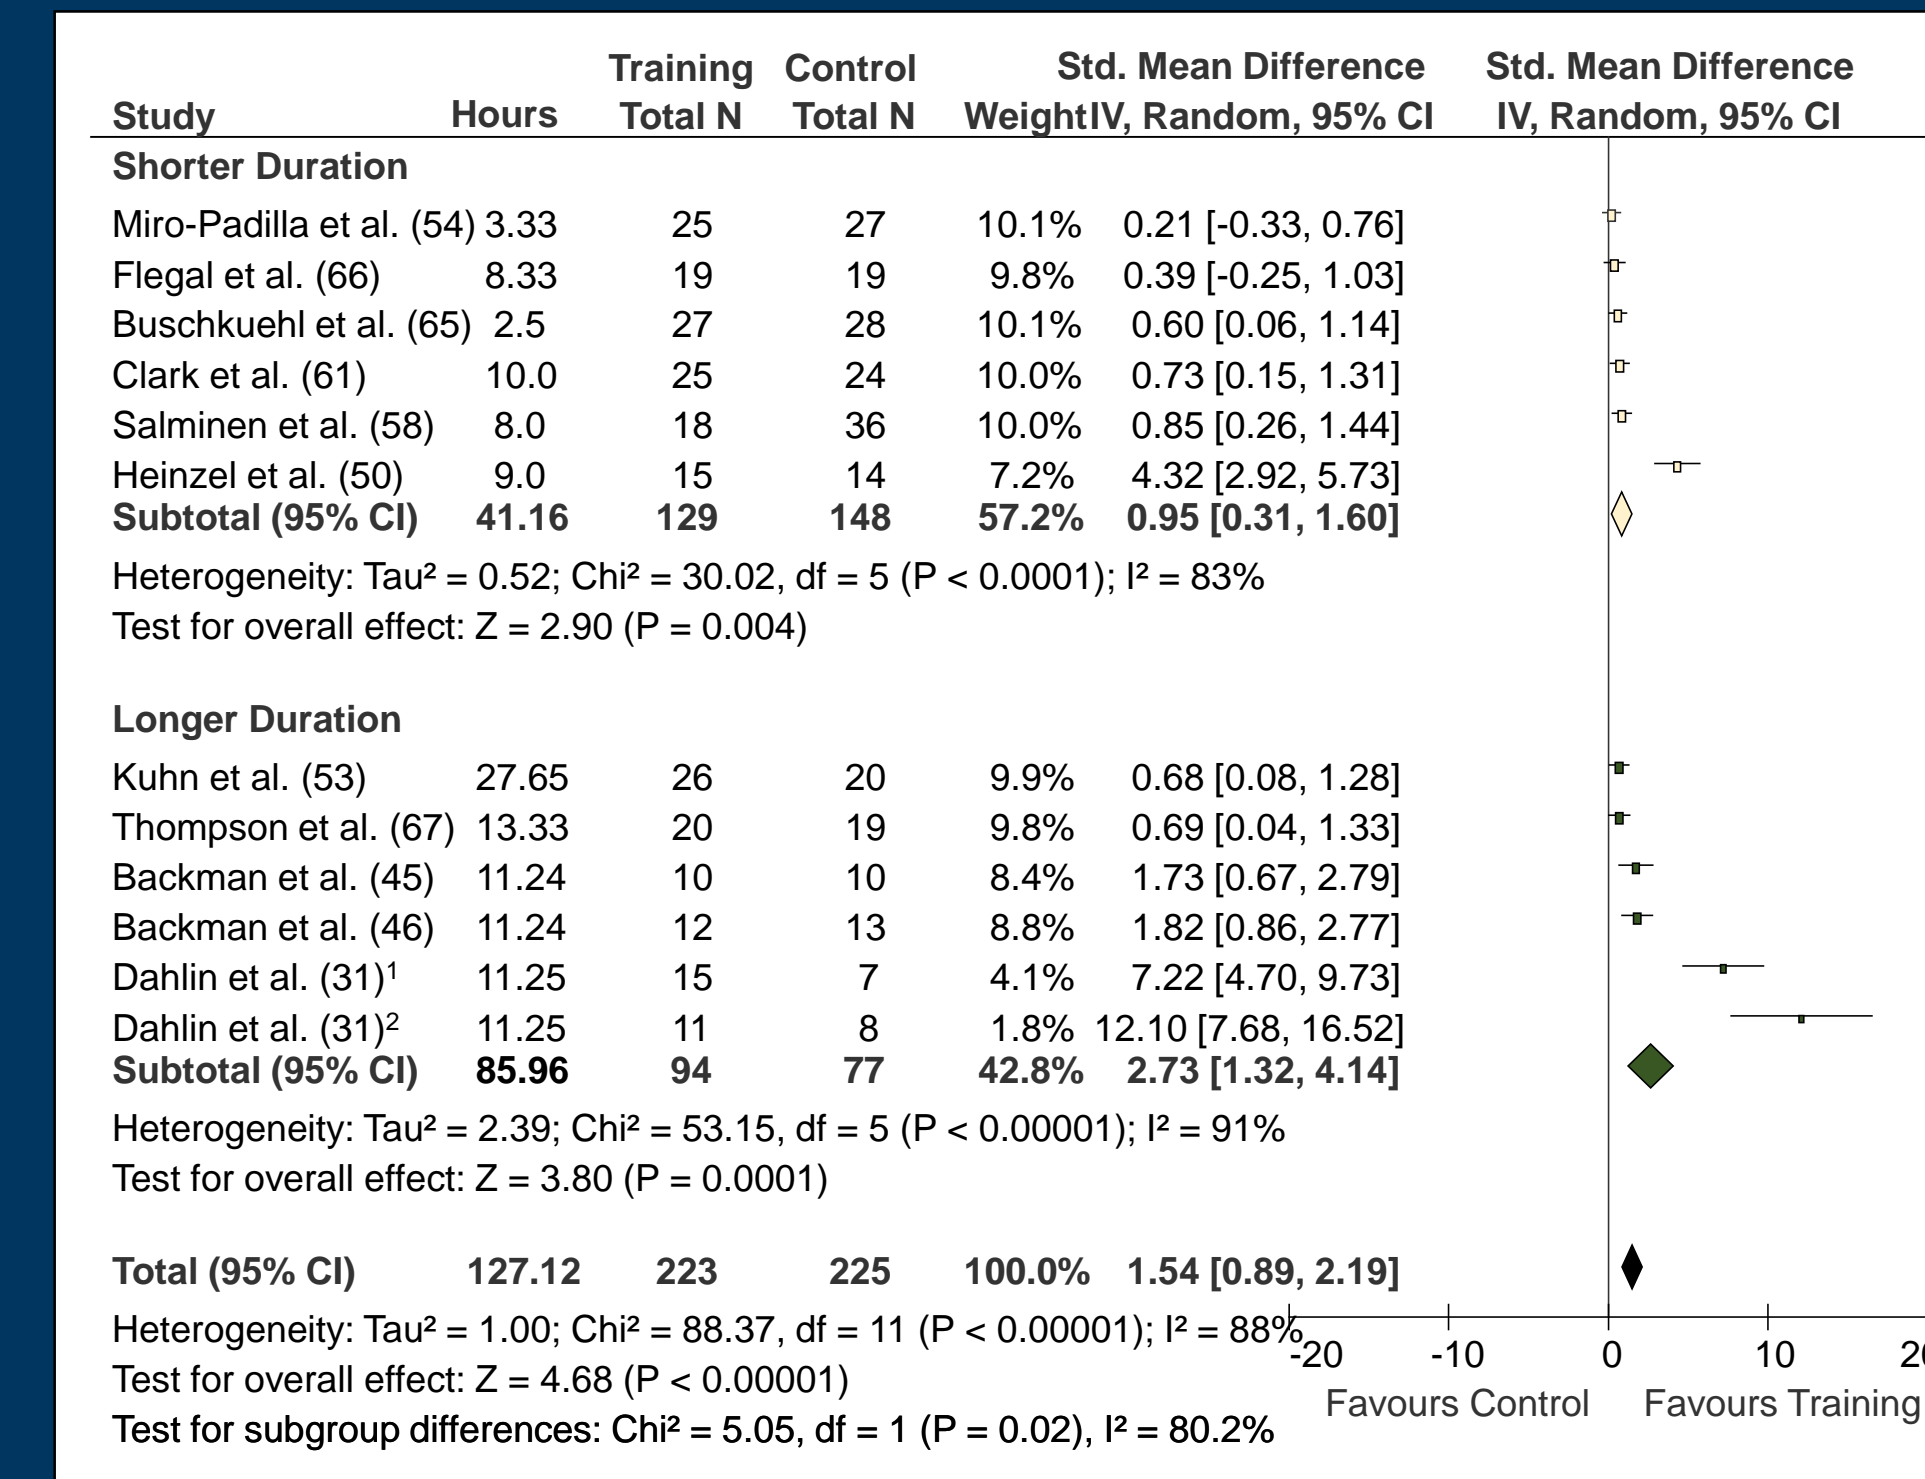 Training Control Std. Mean Difference Std. Mean Difference
Study Hours Total N Total N Weight IV, Random, 95% CI IV, Random, 95% CI
Shorter Duration
Miro-Padilla et al. (54) 3.33 25 27 10.1% 0.21 [-0.33, 0.76]
Flegal et al. (66) 8.33 19 19 9.8% 0.39 [-0.25, 1.03]
Buschkuehl et al. (65) 2.5 27 28 10.1% 0.60 [0.06, 1.14]
Clark et al. (61) 10.0 25 24 10.0% 0.73 [0.15, 1.31]
Salminen et al. (58) 8.0 18 36 10.0% 0.85 [0.26, 1.44]
Heinzel et al. (50) 9.0 15 14 7.2% 4.32 [2.92, 5.73]
Subtotal (95% CI) 41.16 129 148 57.2% 0.95 [0.31, 1.60]
Heterogeneity: Tau² = 0.52; Chi² = 30.02, df = 5 (P < 0.0001); I² = 83%
Test for overall effect: Z = 2.90 (P = 0.004)
Longer Duration
Kuhn et al. (53) 27.65 26 20 9.9% 0.68 [0.08, 1.28]
Thompson et al. (67) 13.33 20 19 9.8% 0.69 [0.04, 1.33]
Backman et al. (45) 11.24 10 10 8.4% 1.73 [0.67, 2.79]
Backman et al. (46) 11.24 12 13 8.8% 1.82 [0.86, 2.77]
Dahlin et al. (31)¹ 11.25 15 7 4.1% 7.22 [4.70, 9.73]
Dahlin et al. (31)² 11.25 11 8 1.8% 12.10 [7.68, 16.52]
Subtotal (95% CI) 85.96 94 77 42.8% 2.73 [1.32, 4.14]
Heterogeneity: Tau² = 2.39; Chi² = 53.15, df = 5 (P < 0.00001); I² = 91%
Test for overall effect: Z = 3.80 (P = 0.0001)
Total (95% CI) 127.12 223 225 100.0% 1.54 [0.89, 2.19]
Heterogeneity: Tau² = 1.00; Chi² = 88.37, df = 11 (P < 0.00001); I² = 88%
-20 -10 0 10
Test for overall effect: Z = 4.68 (P < 0.00001)
Favours Control Favours Training
Test for subgroup differences: Chi² = 5.05, df = 1 (P = 0.02), I² = 80.2%